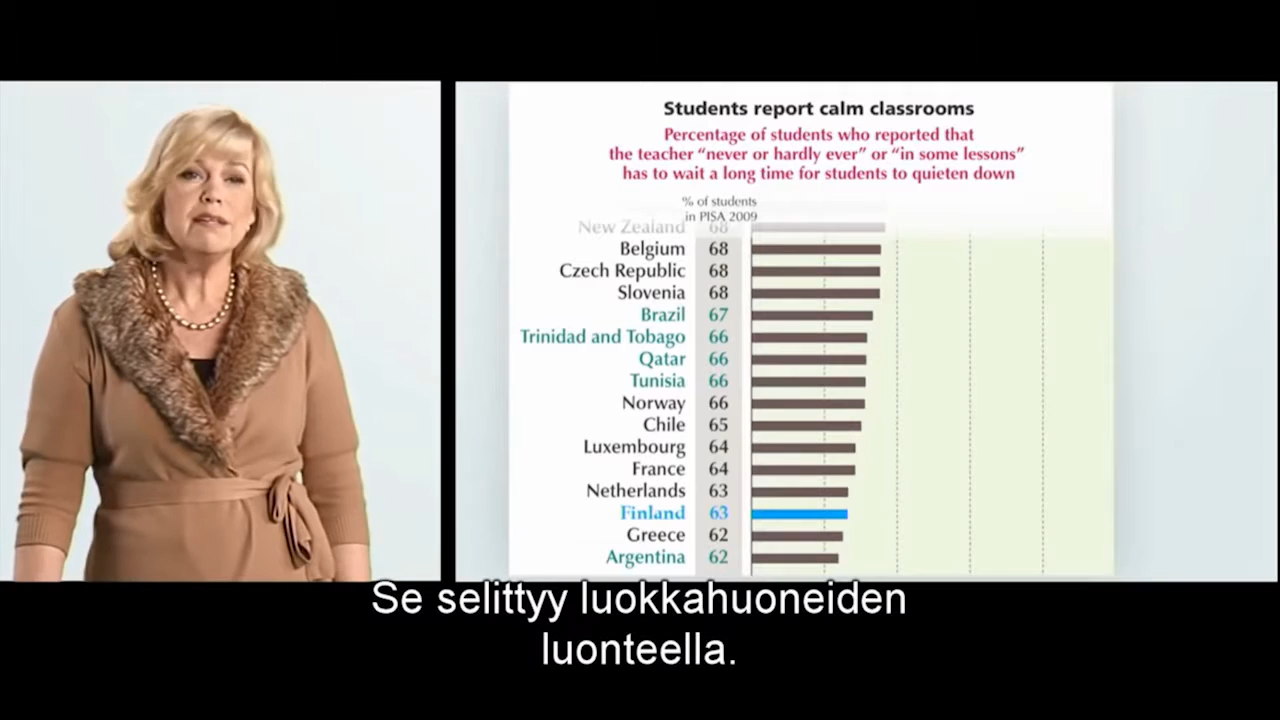 Students report calm classrooms
Percentage of students who reported that
the teacher “never or hardly ever” or “in some lessons”
has to wait a long time for students to quieten down
% of students
in PISA 2009
New Zealand 68
Belgium 68
Czech Republic 68
Slovenia 68
Brazil 67
Trinidad and Tobago 66
Qatar 66
Tunisia 66
Norway 66
Chile 65
Luxembourg 64
France 64
Netherlands 63
Finland 63
Greece 62
Argentina 62
Se selittyy luokkahuoneiden
luonteella.